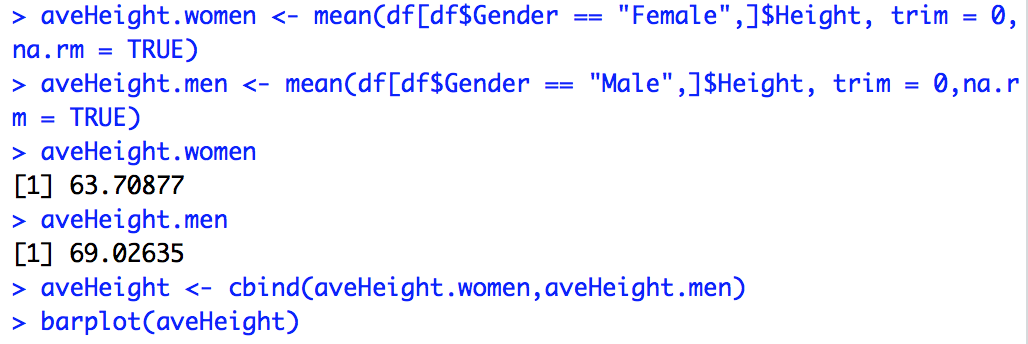 > aveHeight.women <- mean(df[df$Gender == "Female",]$Height, trim = 0,
na.rm = TRUE)
> aveHeight.men <- mean(df[df$Gender == "Male",]$Height, trim = 0,na.r
m = TRUE)
> aveHeight.women
[1] 63.70877
> aveHeight.men
[1] 69.02635
> aveHeight <- cbind(aveHeight.women,aveHeight.men)
> barplot(aveHeight)